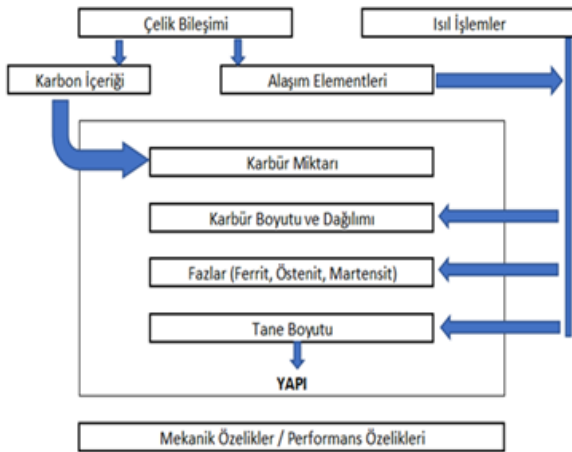 Çelik Bileşimi
Isıl İşlemler
Karbon İçeriği
Alaşım Elementleri
Karbür Miktarı
Karbür Boyutu ve Dağılımı
Fazlar (Ferrit, Östenit, Martensit)
Tane Boyutu
YAPI
Mekanik Özelikler / Performans Özelikleri